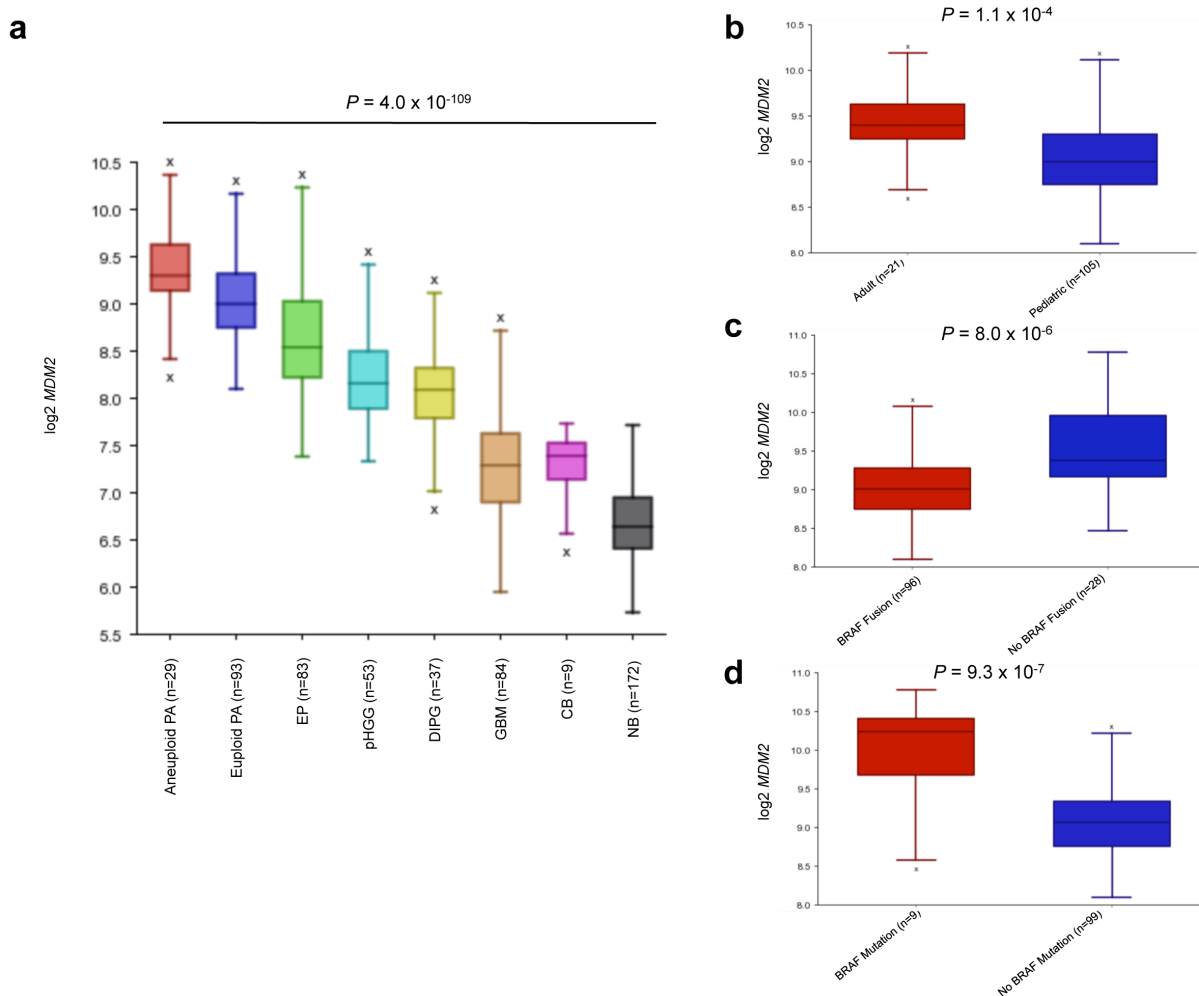 a
P = 4.0 x 10-109
log2 MDM2
10.5
10.0
9.5
9.0
8.5
8.0
7.5
7.0
6.5
6.0
5.5
x
x
x
x
x
x
x
x
x
Aneuploid PA (n=29)
Euploid PA (n=93)
EP (n=83)
pHGG (n=53)
DIPG (n=37)
GBM (n=84)
CB (n=9)
NB (n=172)
b
P = 1.1 x 10-4
log2 MDM2
10.5
10.0
9.5
9.0
8.5
8.0
x
x
x
Adult (n=21)
Pediatric (n=105)
c
P = 8.0 x 10-6
log2 MDM2
11.0
10.5
10.0
9.5
9.0
8.5
8.0
x
BRAF Fusion (n=96)
No BRAF Fusion (n=28)
d
P = 9.3 x 10-7
log2 MDM2
11.0
10.5
10.0
9.5
9.0
8.5
8.0
x
x
BRAF Mutation (n=9)
No BRAF Mutation (n=99)